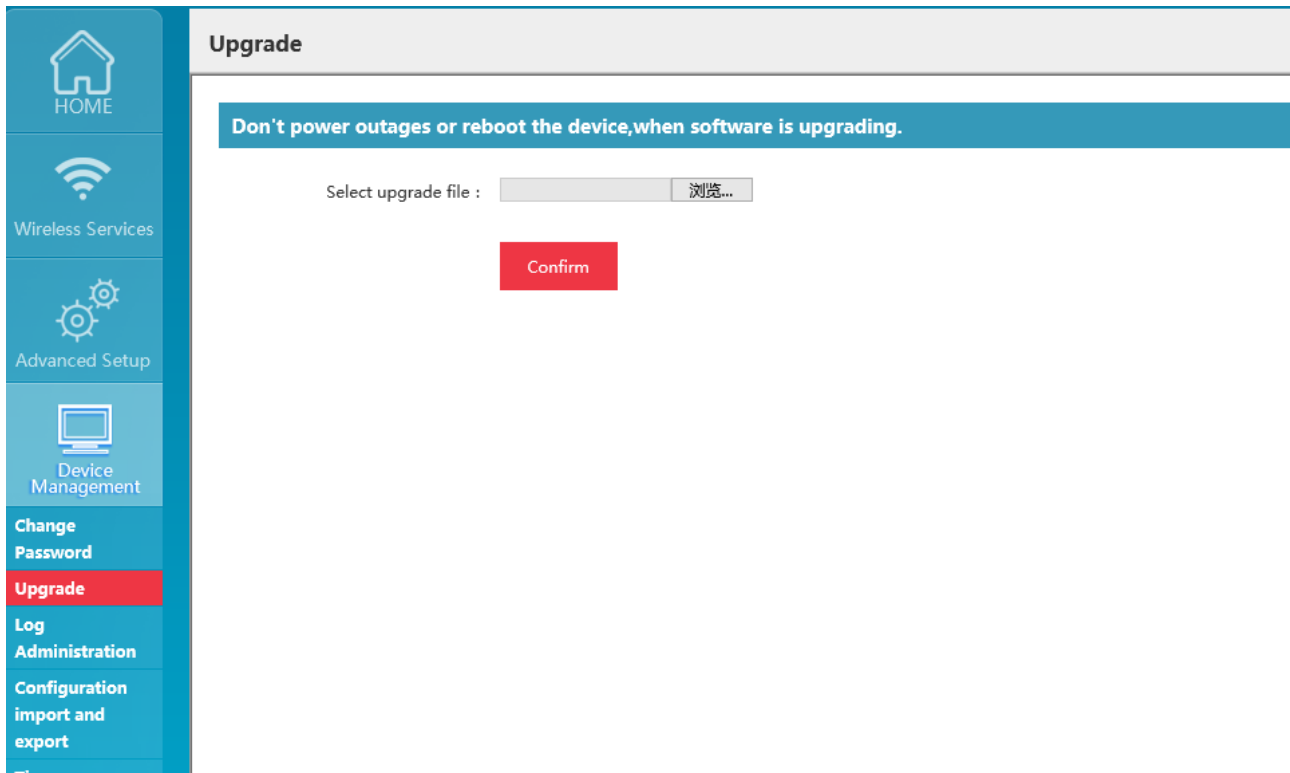 Upgrade
HOME
Don't power outages or reboot the device,when software is upgrading.
Select upgrade file :
浏览...
Wireless Services
Confirm
Advanced Setup
Device
Management
Change
Password
Upgrade
Log
Administration
Configuration
import and
export